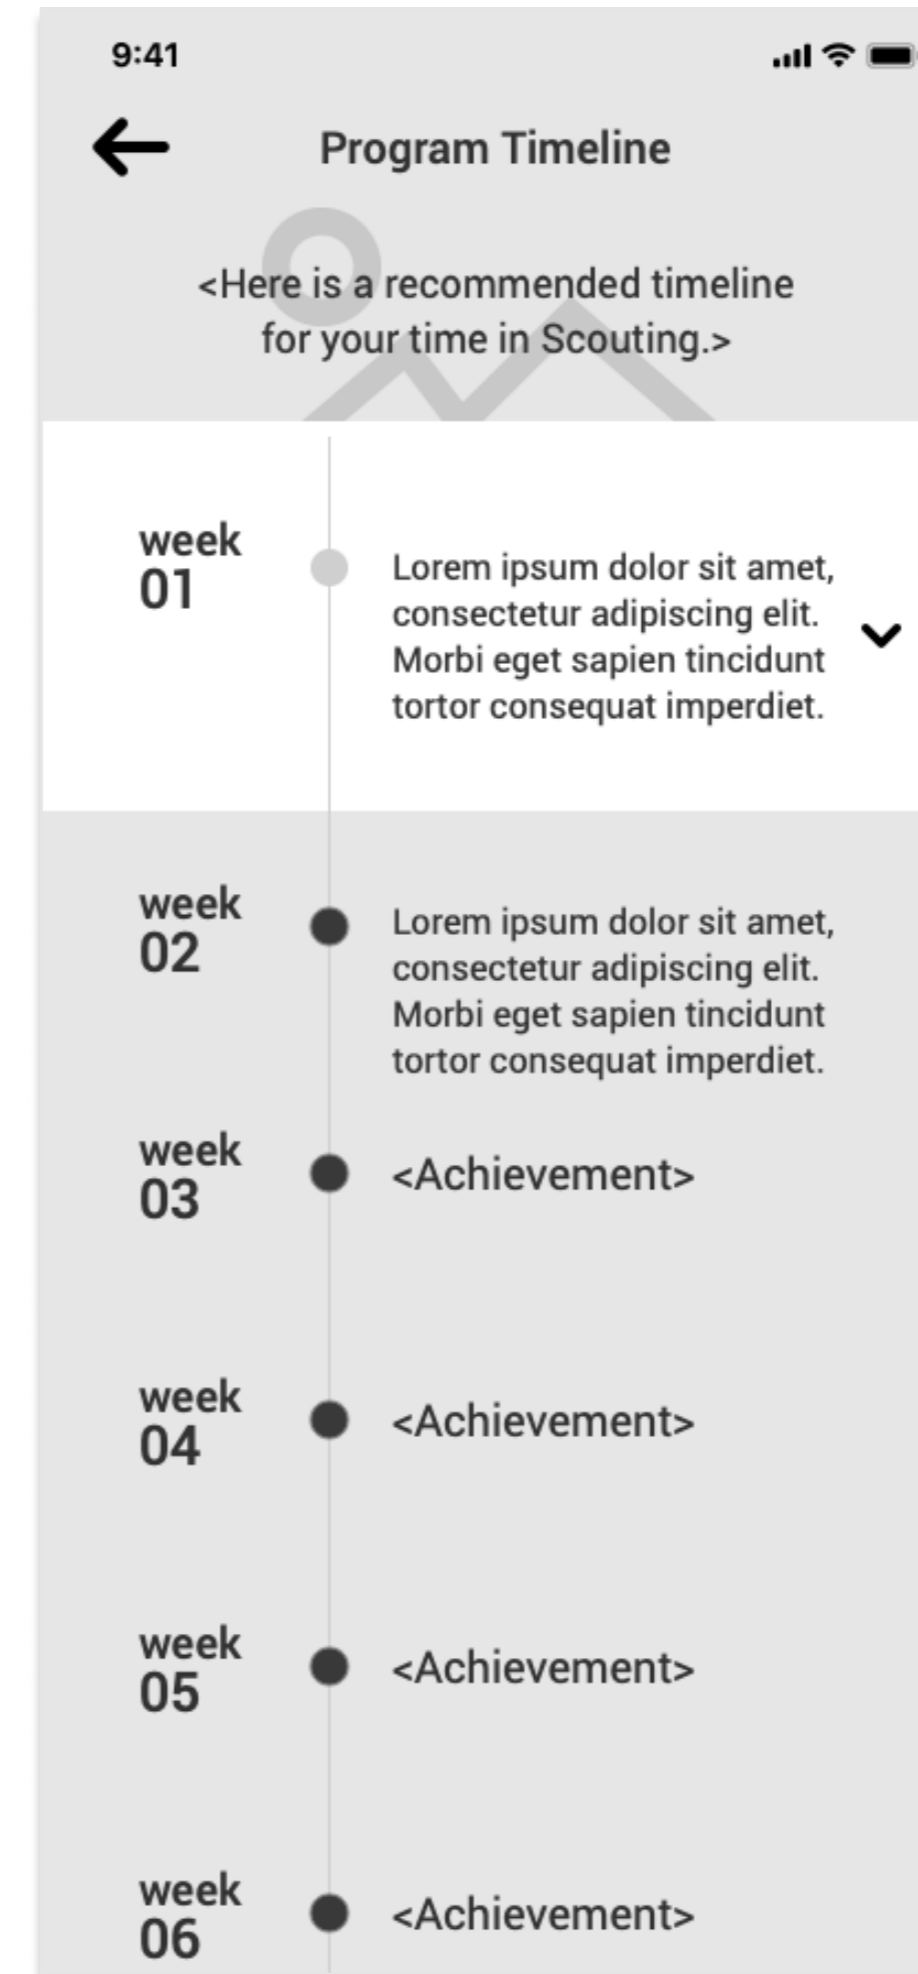 9:41
Program Timeline
<Here is a recommended timeline
for your time in Scouting.>
week
01
Lorem ipsum dolor sit amet,
consectetur adipiscing elit.
Morbi eget sapien tincidunt
tortor consequat imperdiet.
week
02
Lorem ipsum dolor sit amet,
consectetur adipiscing elit.
Morbi eget sapien tincidunt
tortor consequat imperdiet.
week
03
<Achievement>
week
04
<Achievement>
week
05
<Achievement>
week
06
<Achievement>